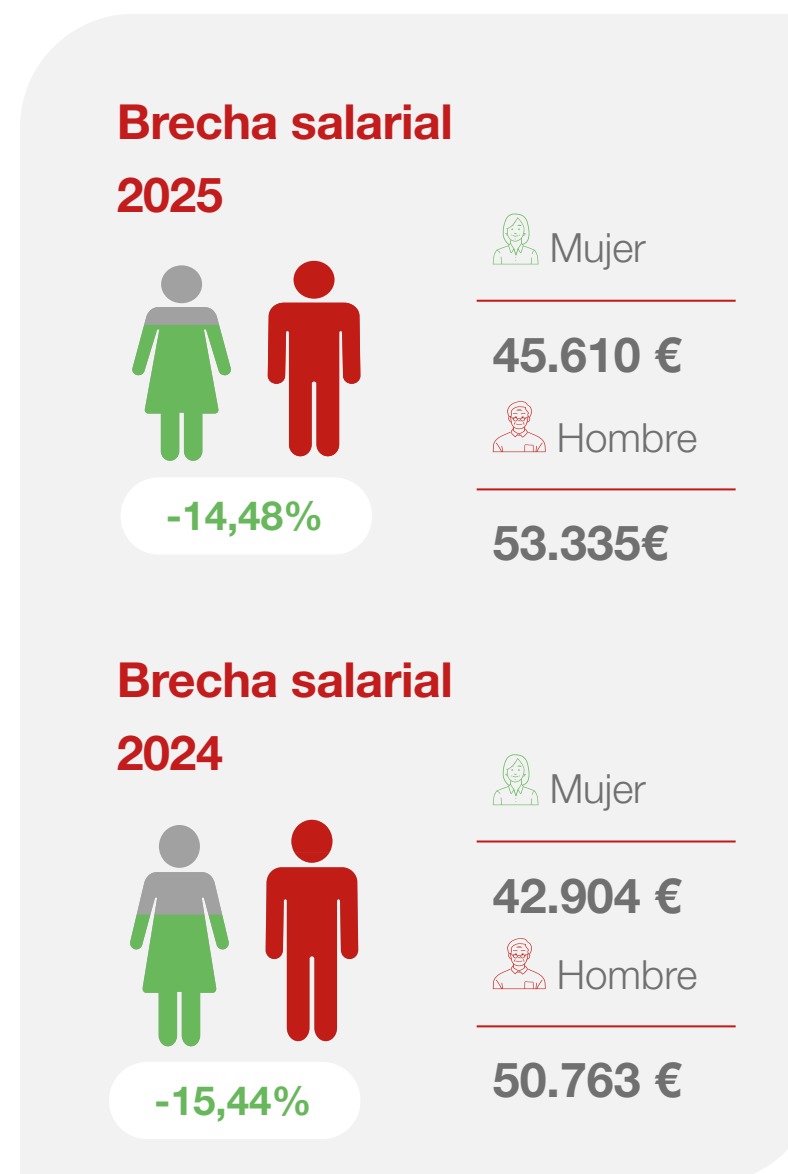 Brecha salarial
2025
Mujer
45.610 €
Hombre
53.335€
-14,48%
Brecha salarial
2024
Mujer
42.904 €
Hombre
50.763 €
-15,44%